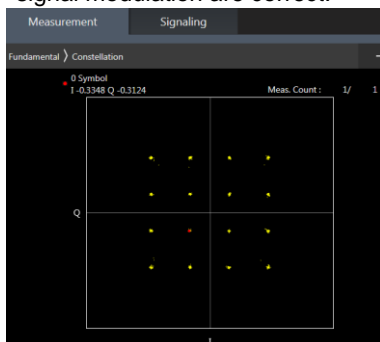 signal modulation are correct.
Measurement Signaling
Fundamental 〉 Constellation
0 Symbol
I -0.3348 Q -0.3124 Meas. Count : 1/ 1
Q